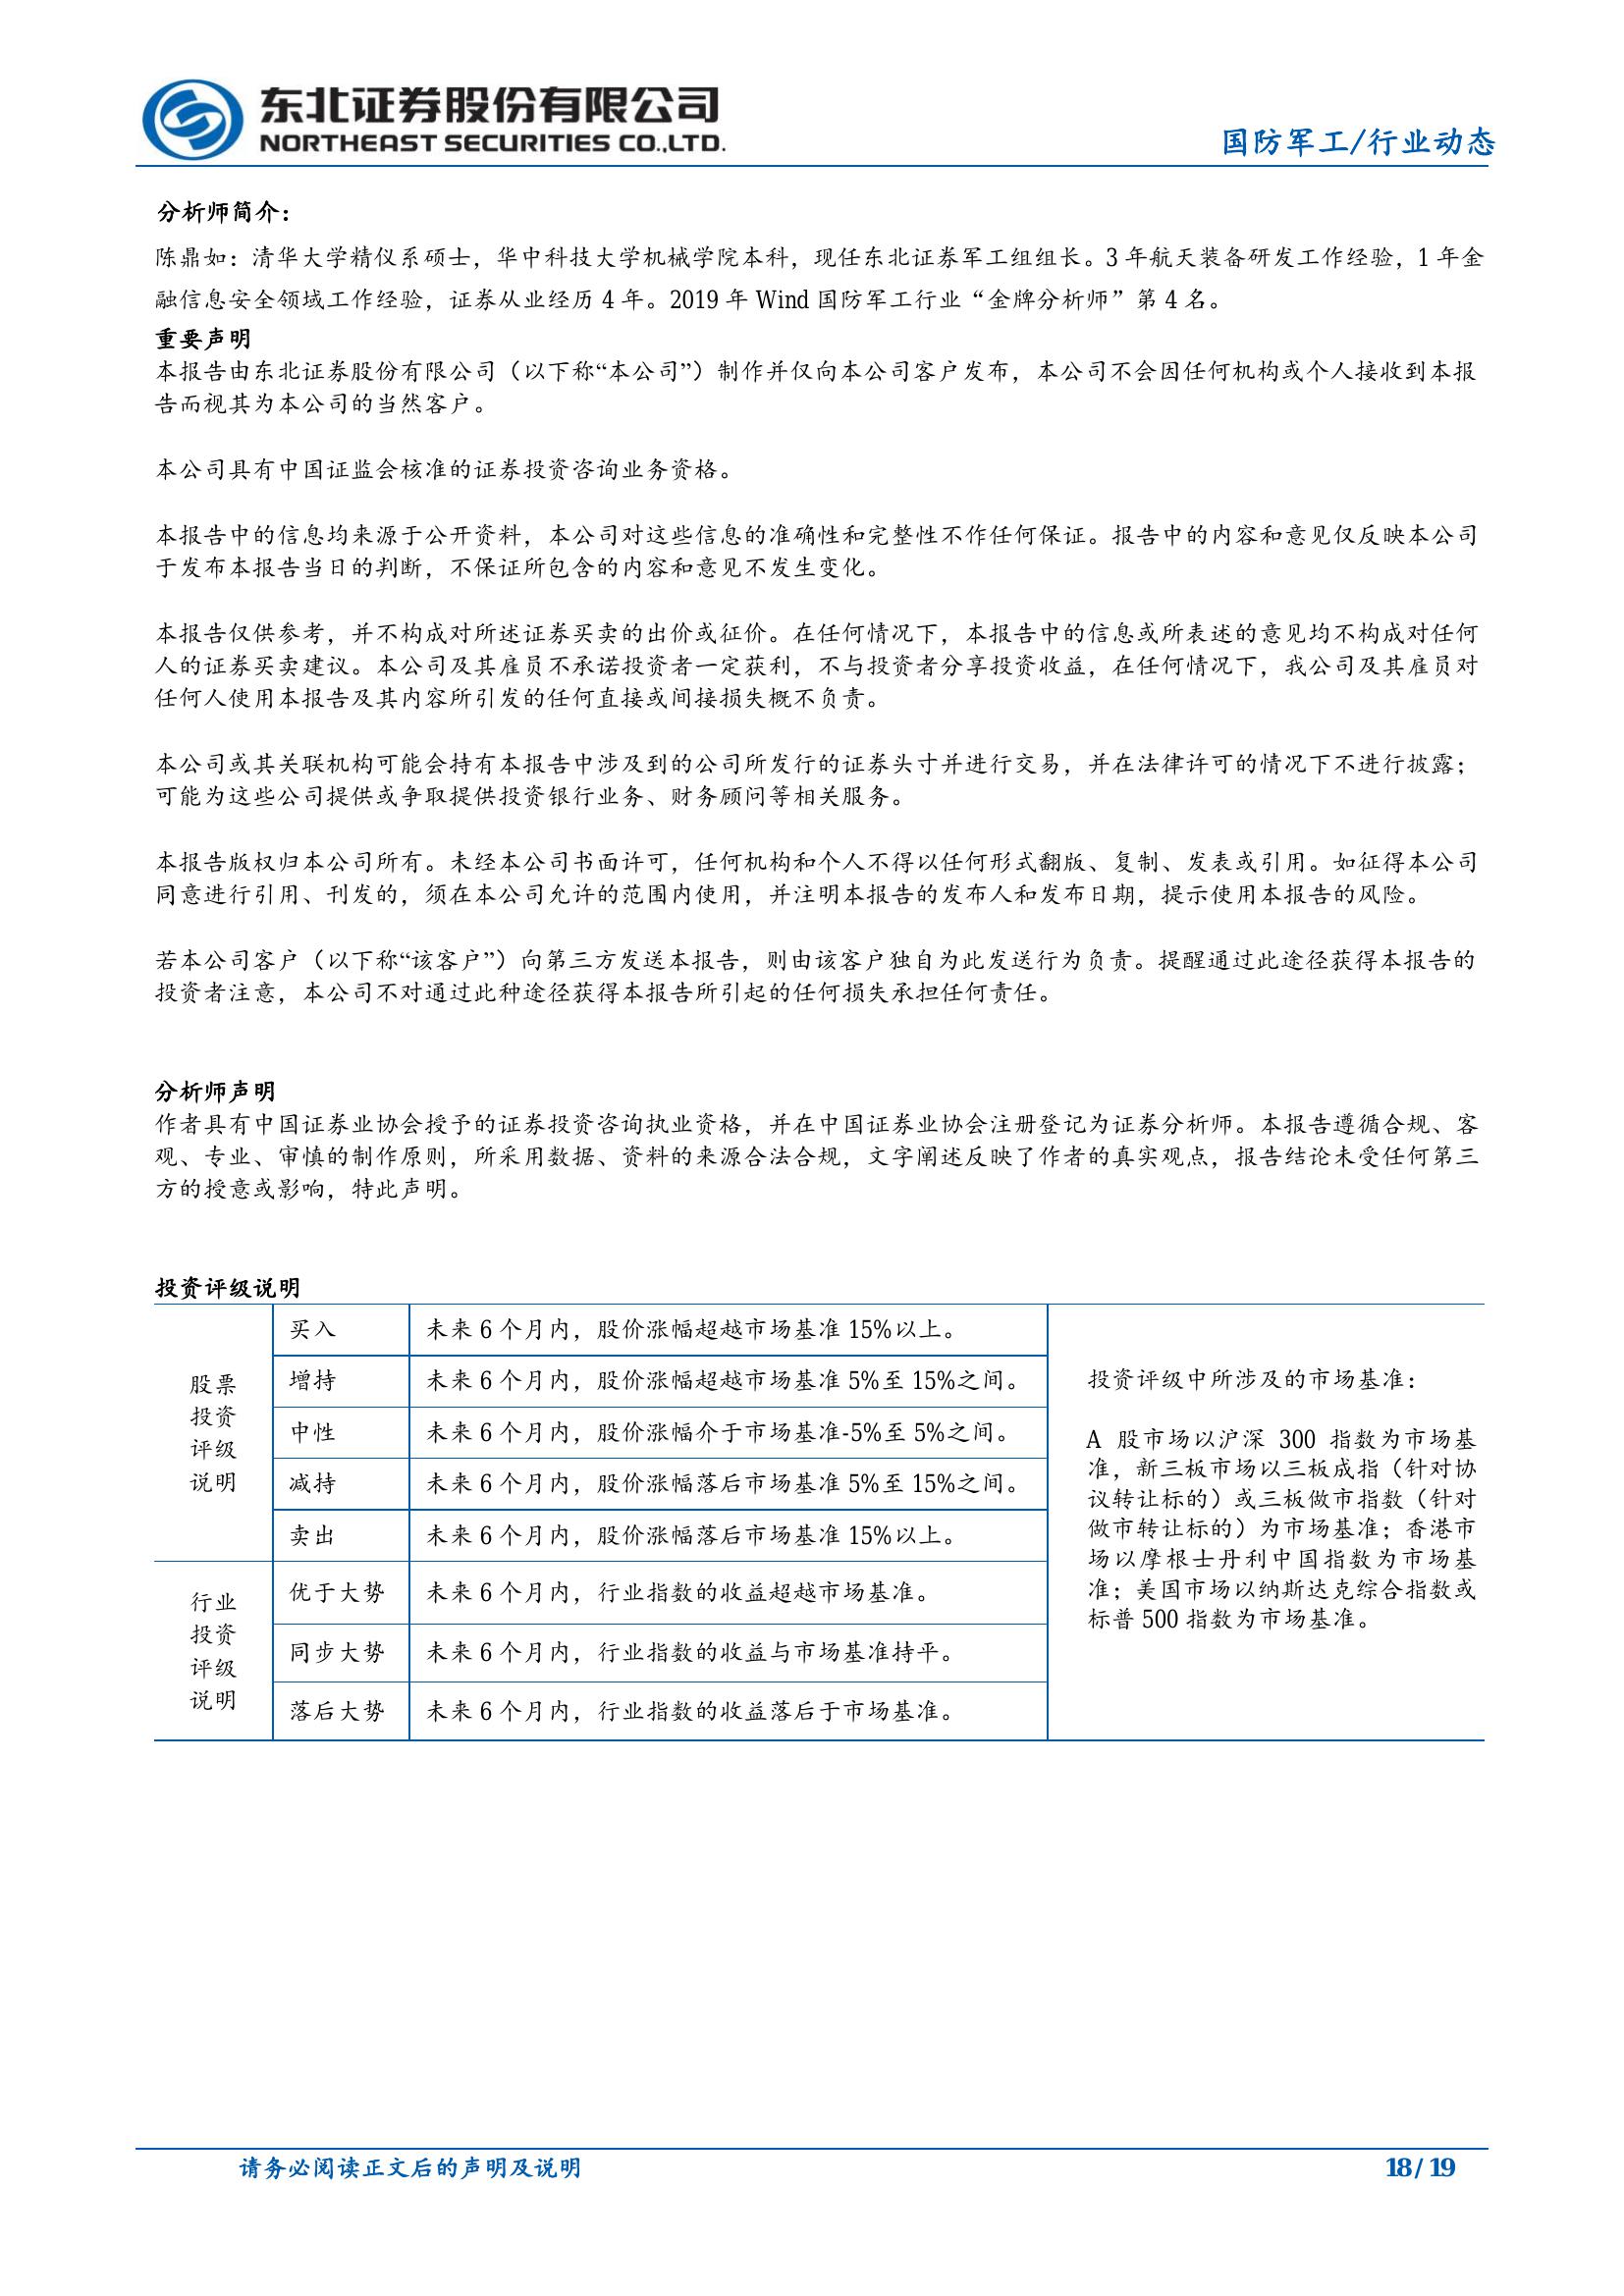 东北证券股份有限公司
NORTHEAST SECURITIES CO.,LTD.
国防军工/行业动态
分析师简介：
陈鼎如：清华大学精仪系硕士，华中科技大学机械学院本科，现任东北证券军工组组长。3 年航天装备研发工作经验，1 年金
融信息安全领域工作经验，证券从业经历 4 年。2019 年 Wind 国防军工行业“金牌分析师”第 4 名。
重要声明
本报告由东北证券股份有限公司（以下称“本公司”）制作并仅向本公司客户发布，本公司不会因任何机构或个人接收到本报
告而视其为本公司的当然客户。
本公司具有中国证监会核准的证券投资咨询业务资格。
本报告中的信息均来源于公开资料，本公司对这些信息的准确性和完整性不作任何保证。报告中的内容和意见仅反映本公司
于发布本报告当日的判断，不保证所包含的内容和意见不发生变化。
本报告仅供参考，并不构成对所述证券买卖的出价或征价。在任何情况下，本报告中的信息或所表述的意见均不构成对任何
人的证券买卖建议。本公司及其雇员不承诺投资者一定获利，不与投资者分享投资收益，在任何情况下，我公司及其雇员对
任何人使用本报告及其内容所引发的任何直接或间接损失概不负责。
本公司或其关联机构可能会持有本报告中涉及到的公司所发行的证券头寸并进行交易，并在法律许可的情况下不进行披露；
可能为这些公司提供或争取提供投资银行业务、财务顾问等相关服务。
本报告版权归本公司所有。未经本公司书面许可，任何机构和个人不得以任何形式翻版、复制、发表或引用。如征得本公司
同意进行引用、刊发的，须在本公司允许的范围内使用，并注明本报告的发布人和发布日期，提示使用本报告的风险。
若本公司客户（以下称“该客户”）向第三方发送本报告，则由该客户独自为此发送行为负责。提醒通过此途径获得本报告的
投资者注意，本公司不对通过此种途径获得本报告所引起的任何损失承担任何责任。
分析师声明
作者具有中国证券业协会授予的证券投资咨询执业资格，并在中国证券业协会注册登记为证券分析师。本报告遵循合规、客
观、专业、审慎的制作原则，所采用数据、资料的来源合法合规，文字阐述反映了作者的真实观点，报告结论未受任何第三
方的授意或影响，特此声明。
投资评级说明
股票
投资
评级
说明
买入 未来 6 个月内，股价涨幅超越市场基准 15%以上。
增持 未来 6 个月内，股价涨幅超越市场基准 5%至 15%之间。
中性 未来 6 个月内，股价涨幅介于市场基准-5%至 5%之间。
减持 未来 6 个月内，股价涨幅落后市场基准 5%至 15%之间。
卖出 未来 6 个月内，股价涨幅落后市场基准 15%以上。
行业
投资
评级
说明
优于大势 未来 6 个月内，行业指数的收益超越市场基准。
同步大势 未来 6 个月内，行业指数的收益与市场基准持平。
落后大势 未来 6 个月内，行业指数的收益落后于市场基准。
投资评级中所涉及的市场基准：
A 股市场以沪深 300 指数为市场基
准，新三板市场以三板成指（针对协
议转让标的）或三板做市指数（针对
做市转让标的）为市场基准；香港市
场以摩根士丹利中国指数为市场基
准；美国市场以纳斯达克综合指数或
标普 500 指数为市场基准。
请务必阅读正文后的声明及说明
18 / 19